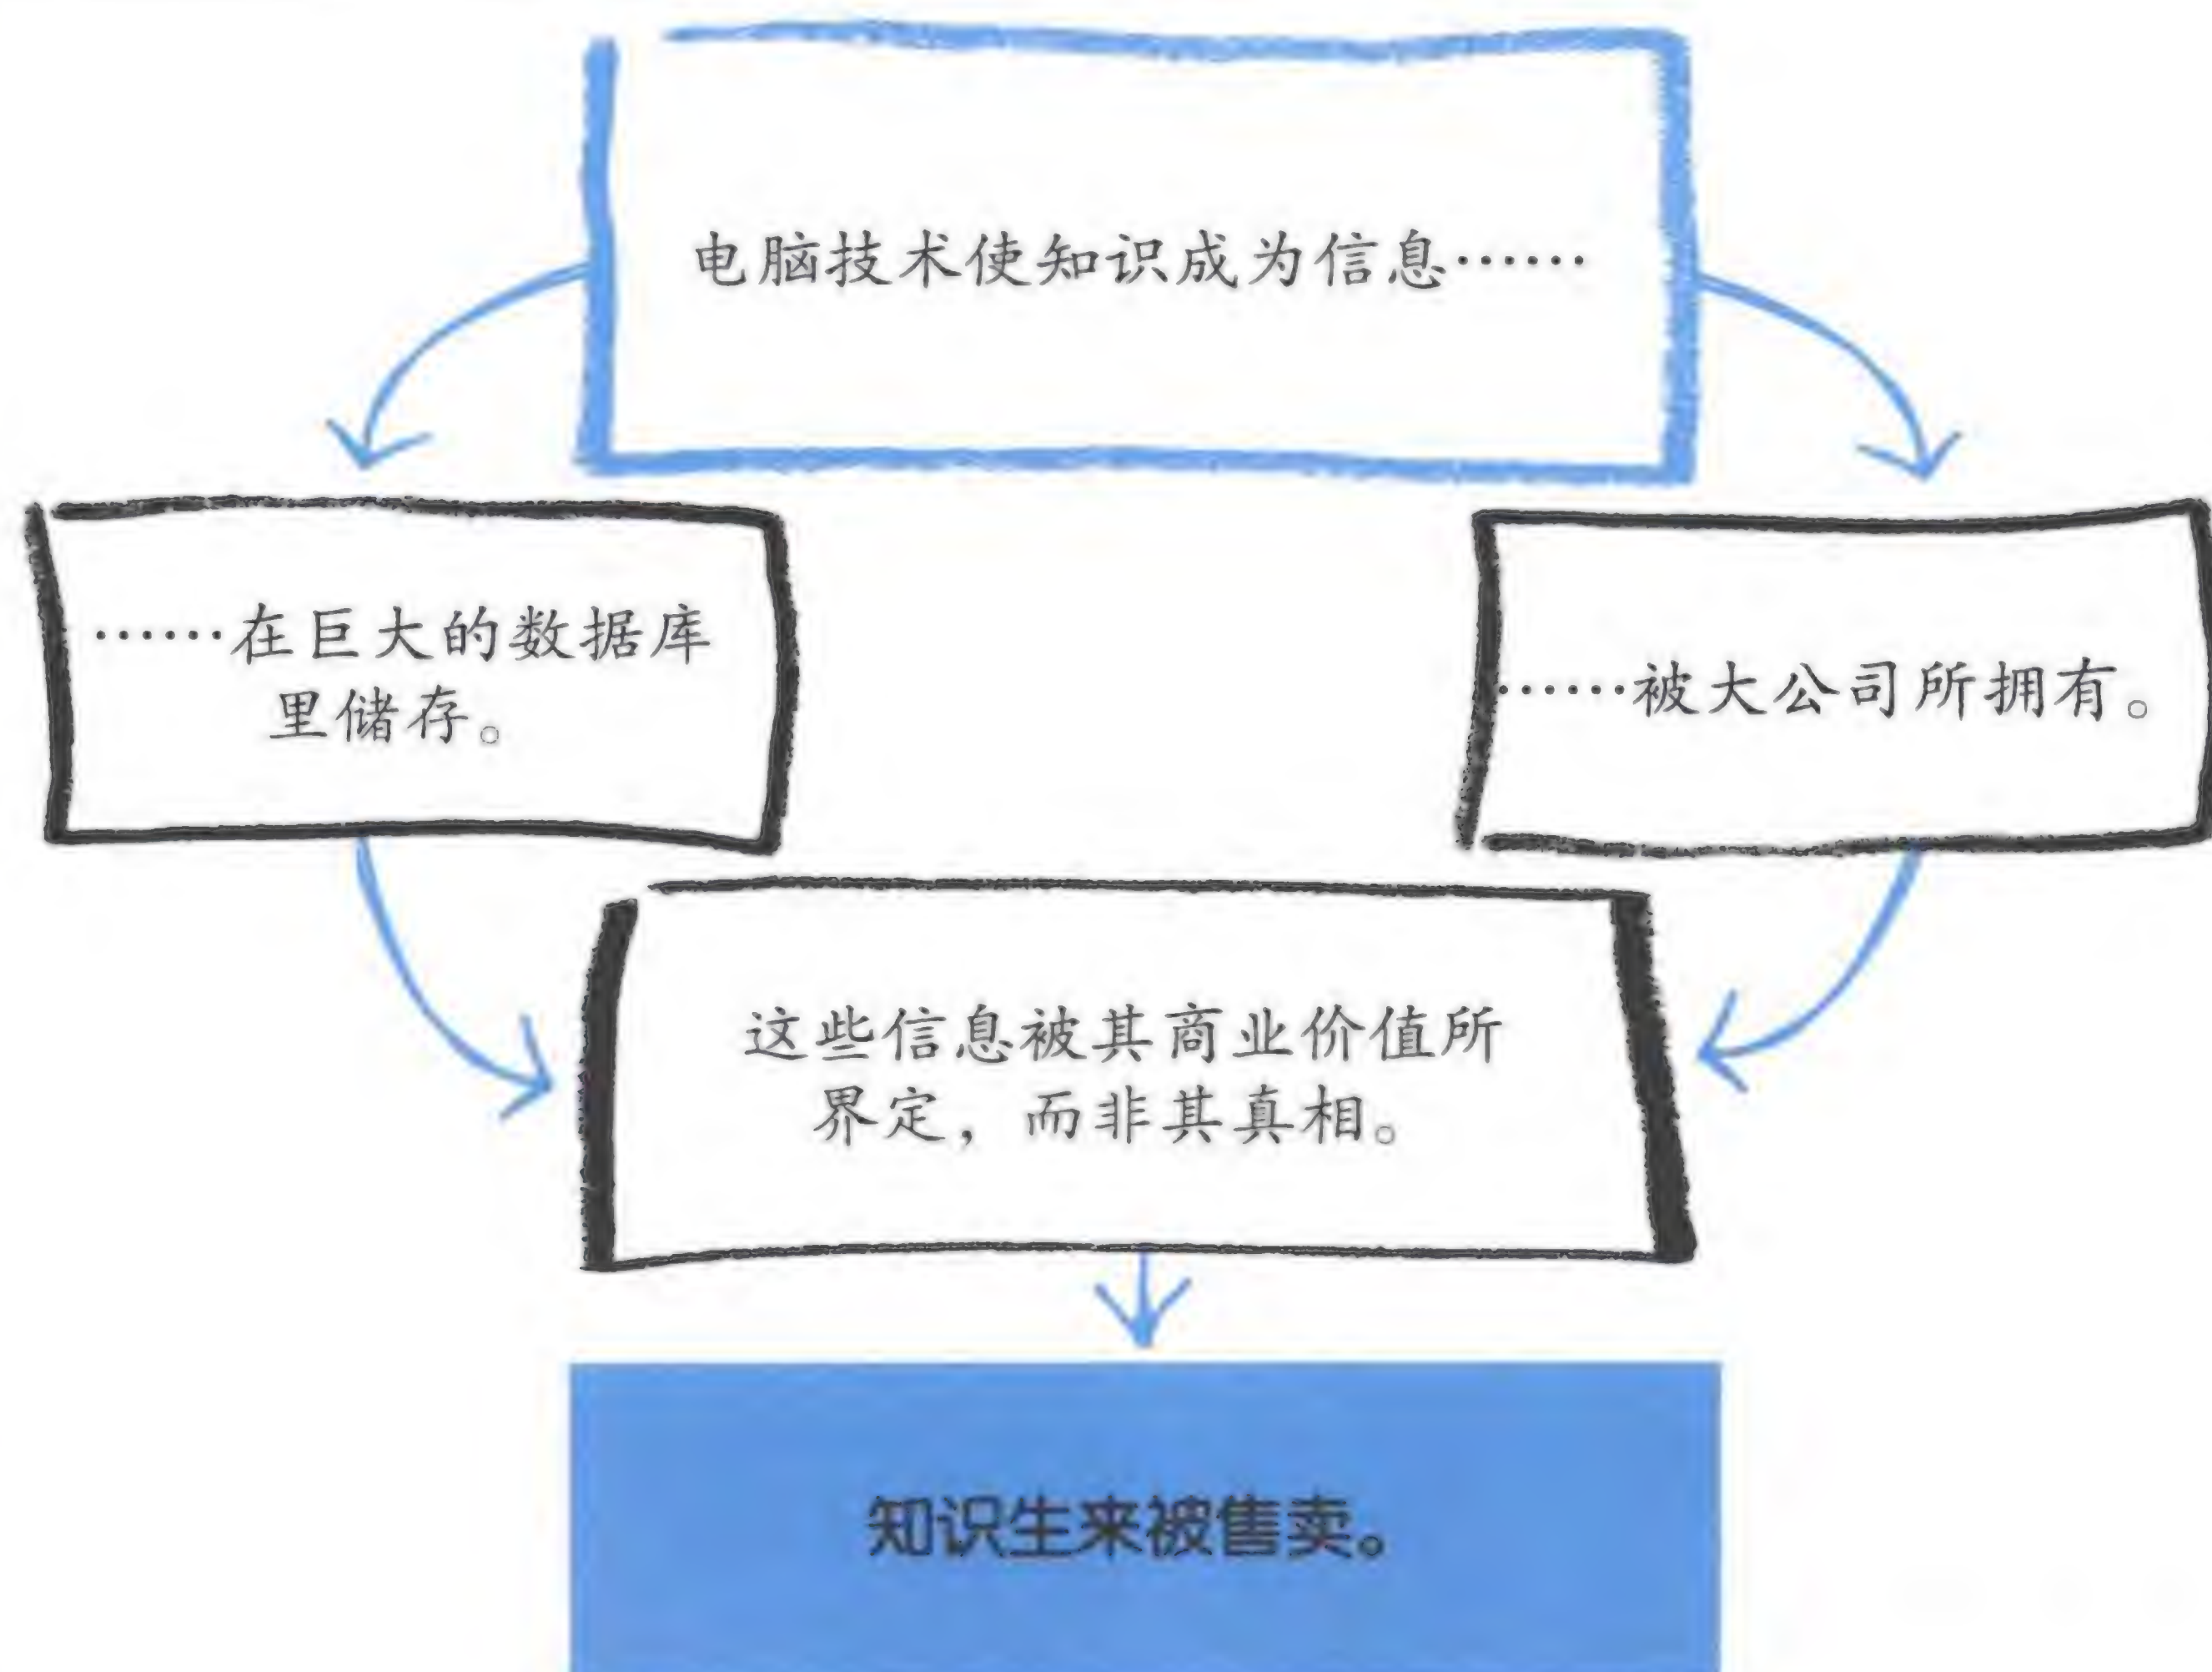 电脑技术使知识成为信息……
……在巨大的数据库
里储存。
……被大公司所拥有。
这些信息被其商业价值所
界定，而非其真相。
知识生来被售卖。